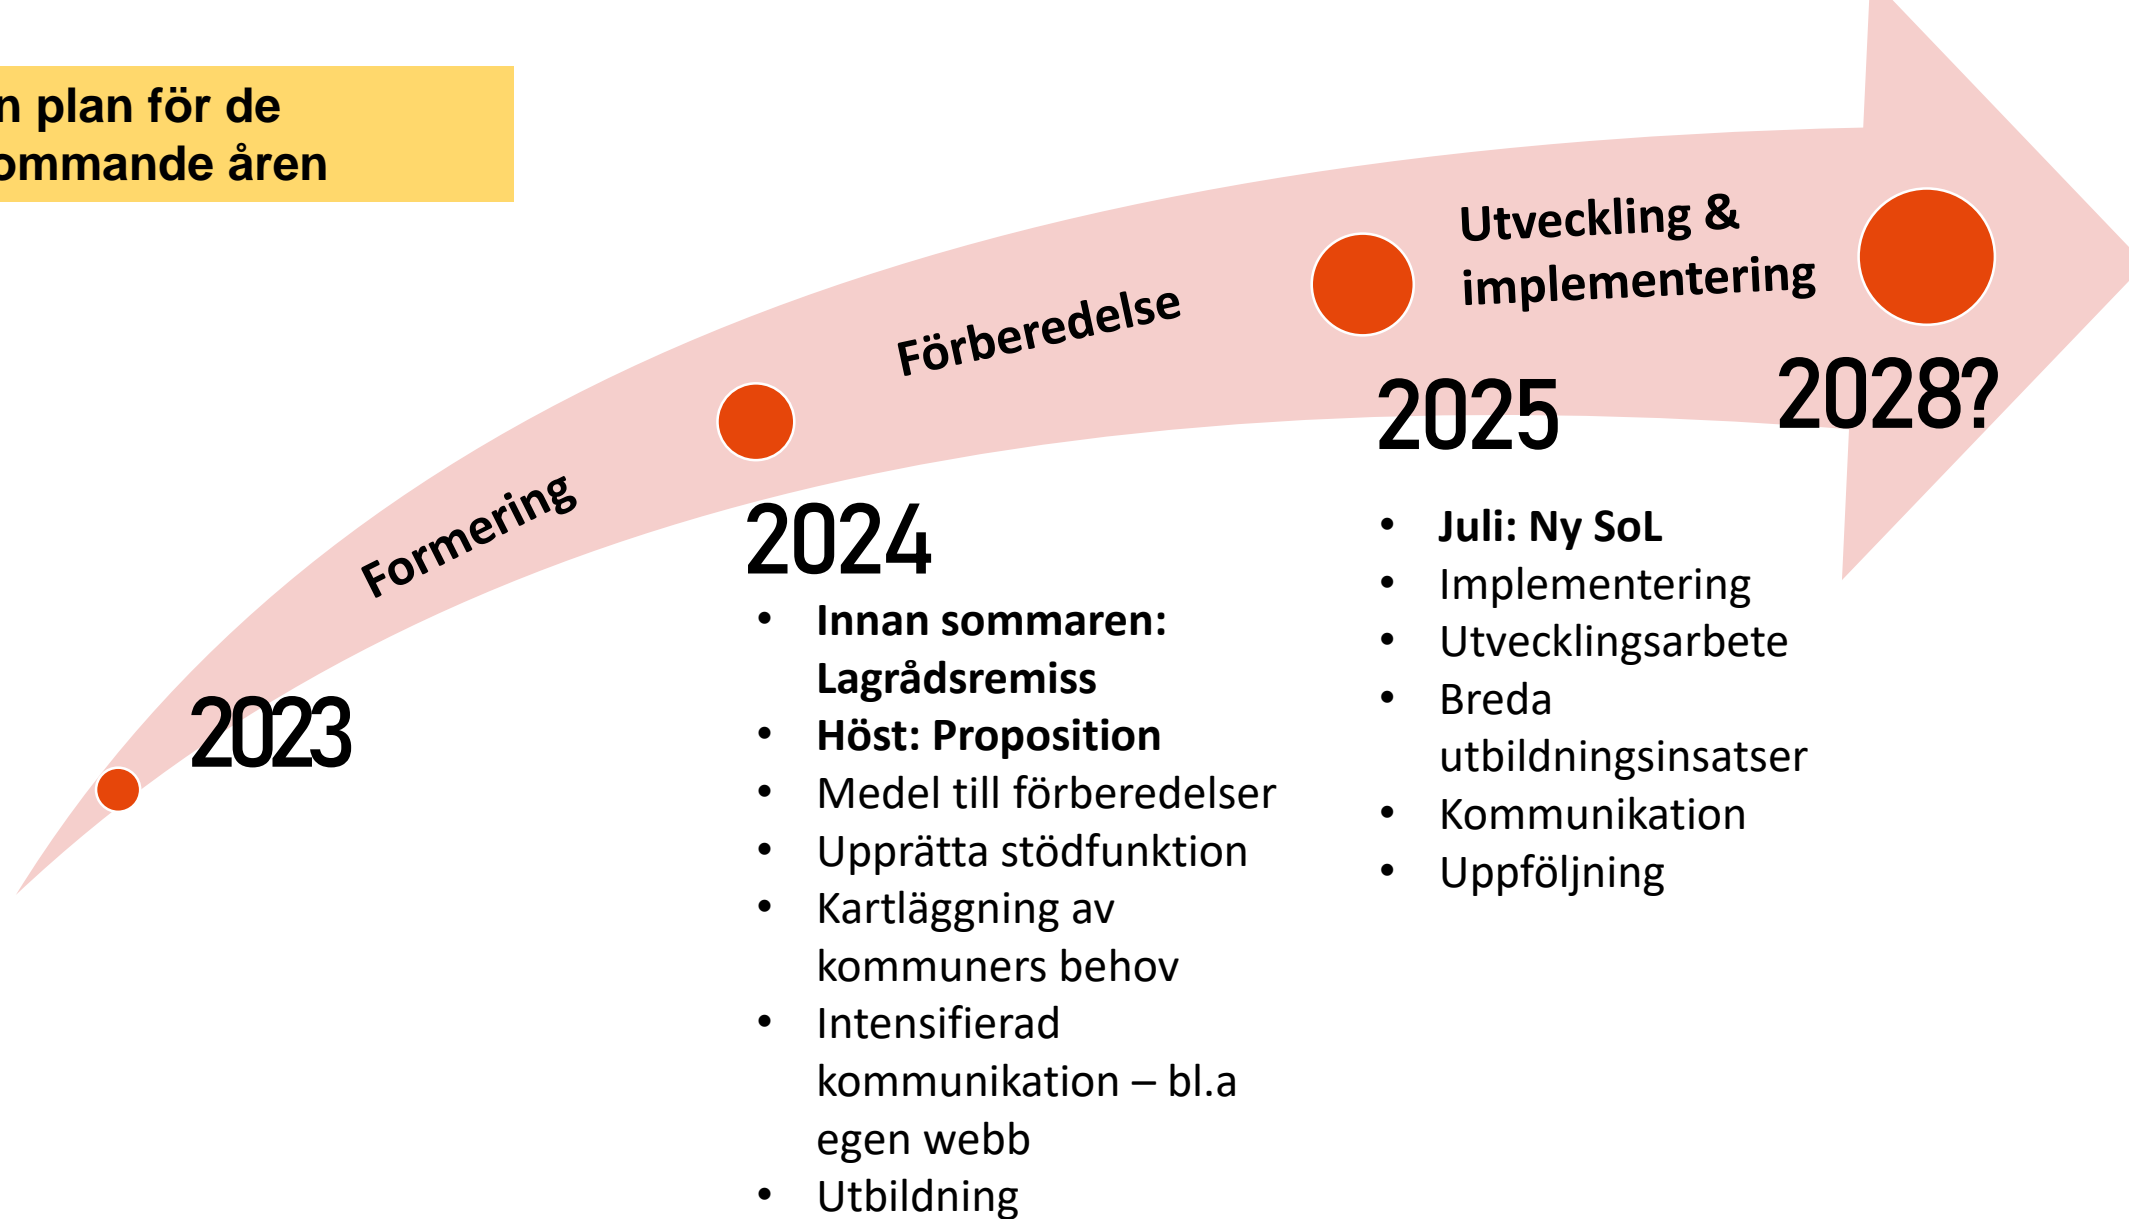 n plan för de
ommande åren
Formering
Förberedelse
Utveckling &
implementering
2023
2024
• Innan sommaren:
Lagrådsremiss
• Höst: Proposition
• Medel till förberedelser
• Upprätta stödfunktion
• Kartläggning av
kommuners behov
• Intensifierad
kommunikation – bl.a
egen webb
• Utbildning
2025
• Juli: Ny SoL
• Implementering
• Utvecklingsarbete
• Breda
utbildningsinsatser
• Kommunikation
• Uppföljning
2028?